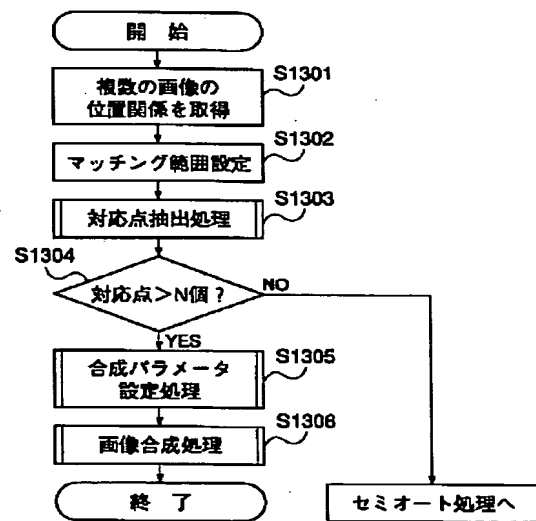 開始
S1301
複数の画像の
位置関係を取得
S1302
マッチング範囲設定
S1303
対応点抽出処理
S1304
対応点>N個?
NO
YES
S1305
合成パラメータ
設定処理
S1306
画像合成処理
終了
セミオート処理へ